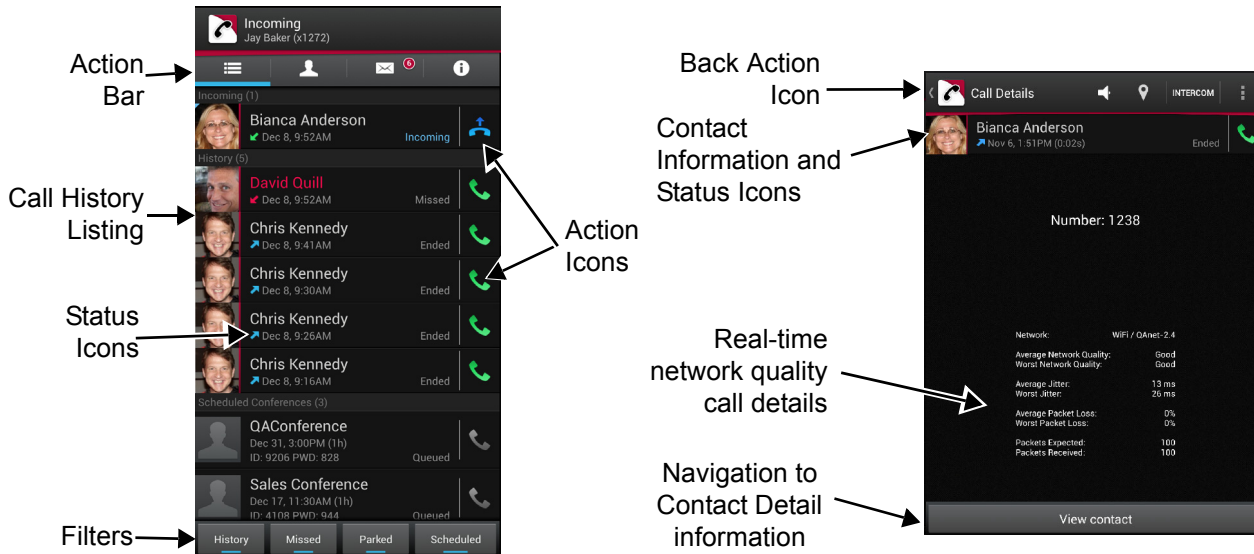 Incoming
Jay Baker (x1272)
6
Action
Bar
Incoming (1)
Bianca Anderson
Dec 8, 9:52AM
Incoming
History (5)
David Quill
Dec 8, 9:52AM
Missed
Call History
Listing
Chris Kennedy
Dec 8, 9:41AM
Ended
Action
Icons
Chris Kennedy
Dec 8, 9:30AM
Ended
Status
Icons
Chris Kennedy
Dec 8, 9:26AM
Ended
Chris Kennedy
Dec 8, 9:16AM
Ended
Scheduled Conferences (3)
QAConference
Dec 31, 3:00PM (1h)
ID: 9206 PWD: 828
Queued
Sales Conference
Dec 17, 11:30AM (1h)
ID: 4108 PWD: 944
Queued
Filters
History
Missed
Parked
Scheduled
Back Action
Icon
Call Details
INTERCOM
Contact
Information and
Status Icons
Bianca Anderson
Nov 6, 1:51PM (0:02s)
Ended
Number: 1238
Real-time
network quality
call details
Network: WiFi / QAnet-2.4
Average Network Quality: Good
Worst Network Quality: Good
Average Jitter: 13 ms
Worst Jitter: 26 ms
Average Packet Loss: 0%
Worst Packet Loss: 0%
Packets Expected: 100
Packets Received: 100
Navigation to
Contact Detail
information
View contact